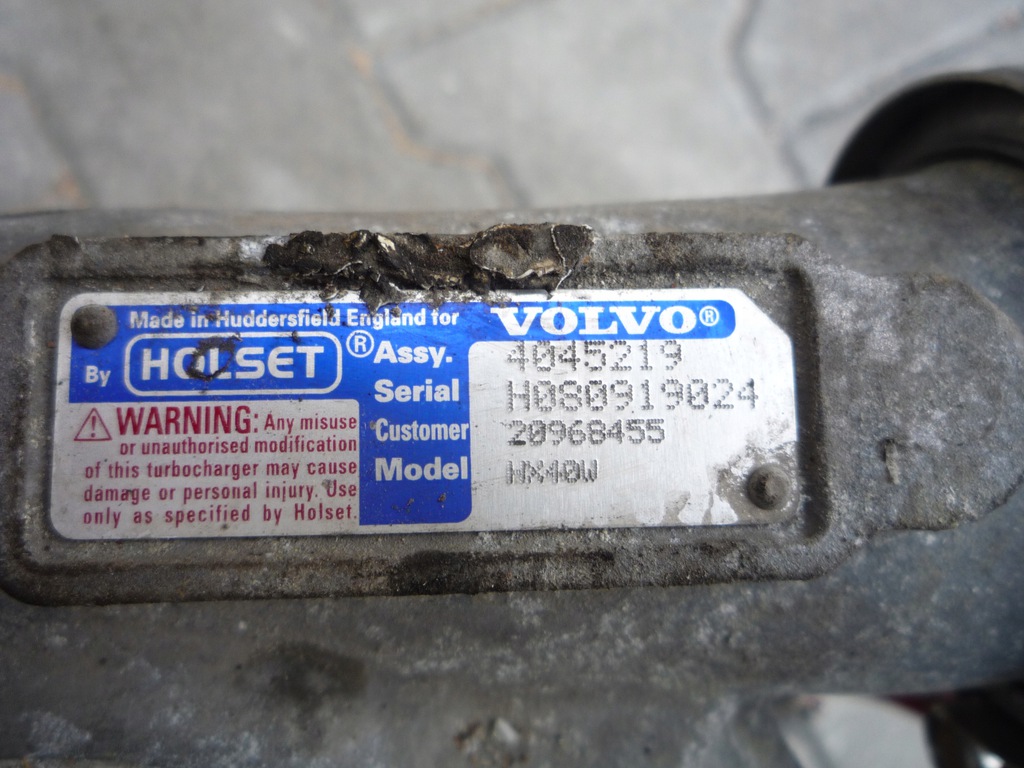 Made in Huddersfield England for VOLVO®
By HOLSET®
Assy. 4045219
Serial H080919024
Customer 20968455
Model HX40W
⚠ WARNING: Any misuse
or unauthorised modification
of this turbocharger may cause
damage or personal injury. Use
only as specified by Holset.